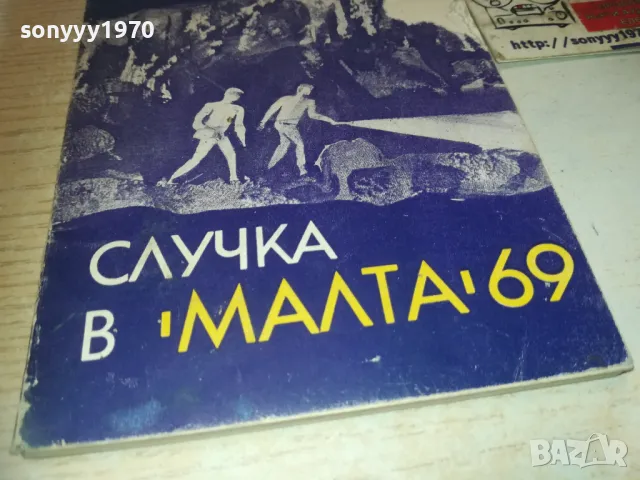 sonyyy1970
http://sonyyy197
СЛУЧКА
В 'МАЛТА' 69
BAZAR